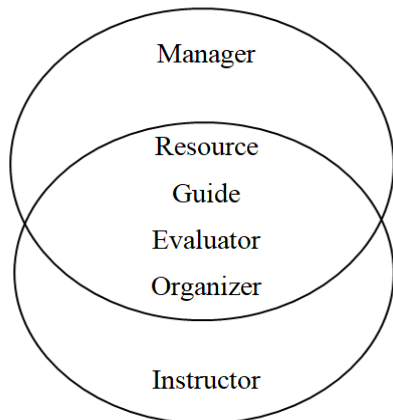 Manager
Resource
Guide
Evaluator
Organizer
Instructor